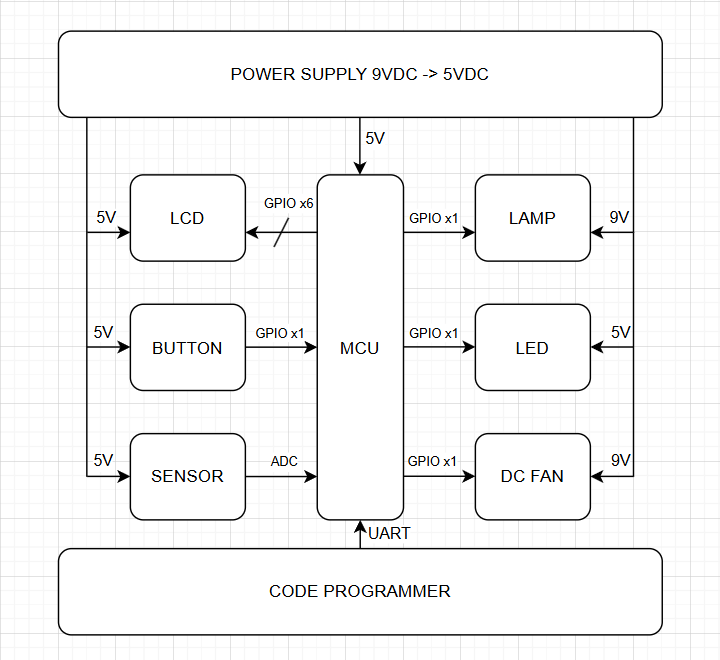 POWER SUPPLY 9VDC -> 5VDC
5V
GPIO x6
5V
LCD
GPIO x1
LAMP
9V
5V
BUTTON
GPIO x1
MCU
GPIO x1
LED
5V
5V
SENSOR
ADC
GPIO x1
DC FAN
9V
UART
CODE PROGRAMMER